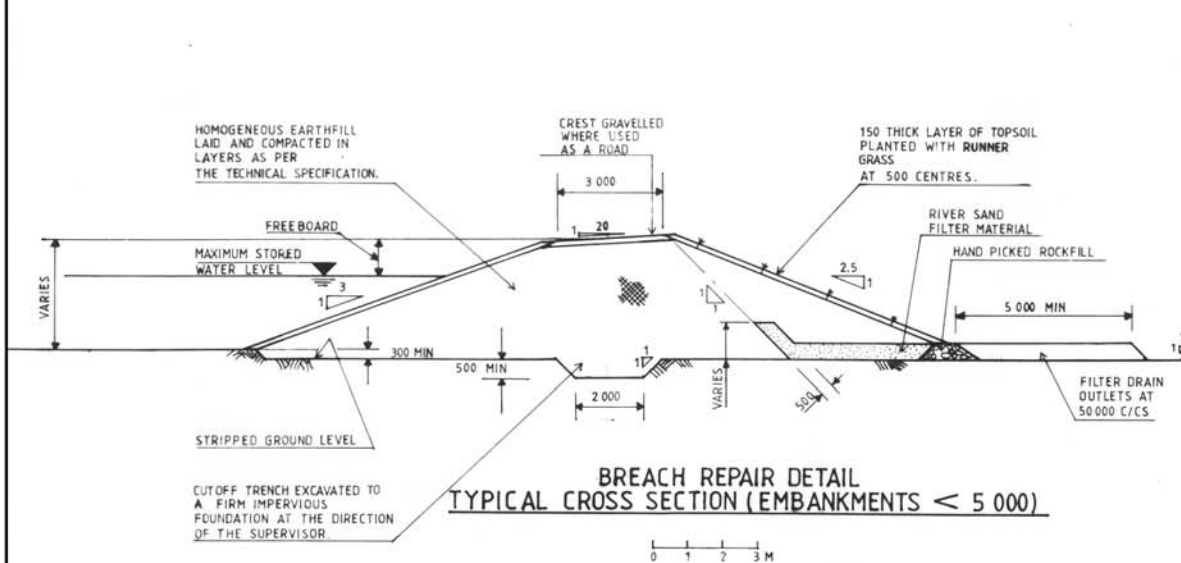 HOMOGENEOUS EARTHFILL
LAID AND COMPACTED IN
LAYERS AS PER
THE TECHNICAL SPECIFICATION.
CREST GRAVELLED
WHERE USED
AS A ROAD
3 000
150 THICK LAYER OF TOPSOIL
PLANTED WITH RUNNER
GRASS
AT 500 CENTRES.
FREEBOARD
MAXIMUM STORED
WATER LEVEL
1 20
RIVER SAND
FILTER MATERIAL
HAND PICKED ROCKFILL
VARIES
3
1
2.5
1
1
1
5 000 MIN
300 MIN
500 MIN
1
1
2 000
VARIES
500
1
FILTER DRAIN
OUTLETS AT
50 000 C/CS
STRIPPED GROUND LEVEL
CUTOFF TRENCH EXCAVATED TO
A FIRM IMPERVIOUS
FOUNDATION AT THE DIRECTION
OF THE SUPERVISOR.
BREACH REPAIR DETAIL
TYPICAL CROSS SECTION (EMBANKMENTS < 5 000)
0 1 2 3 M